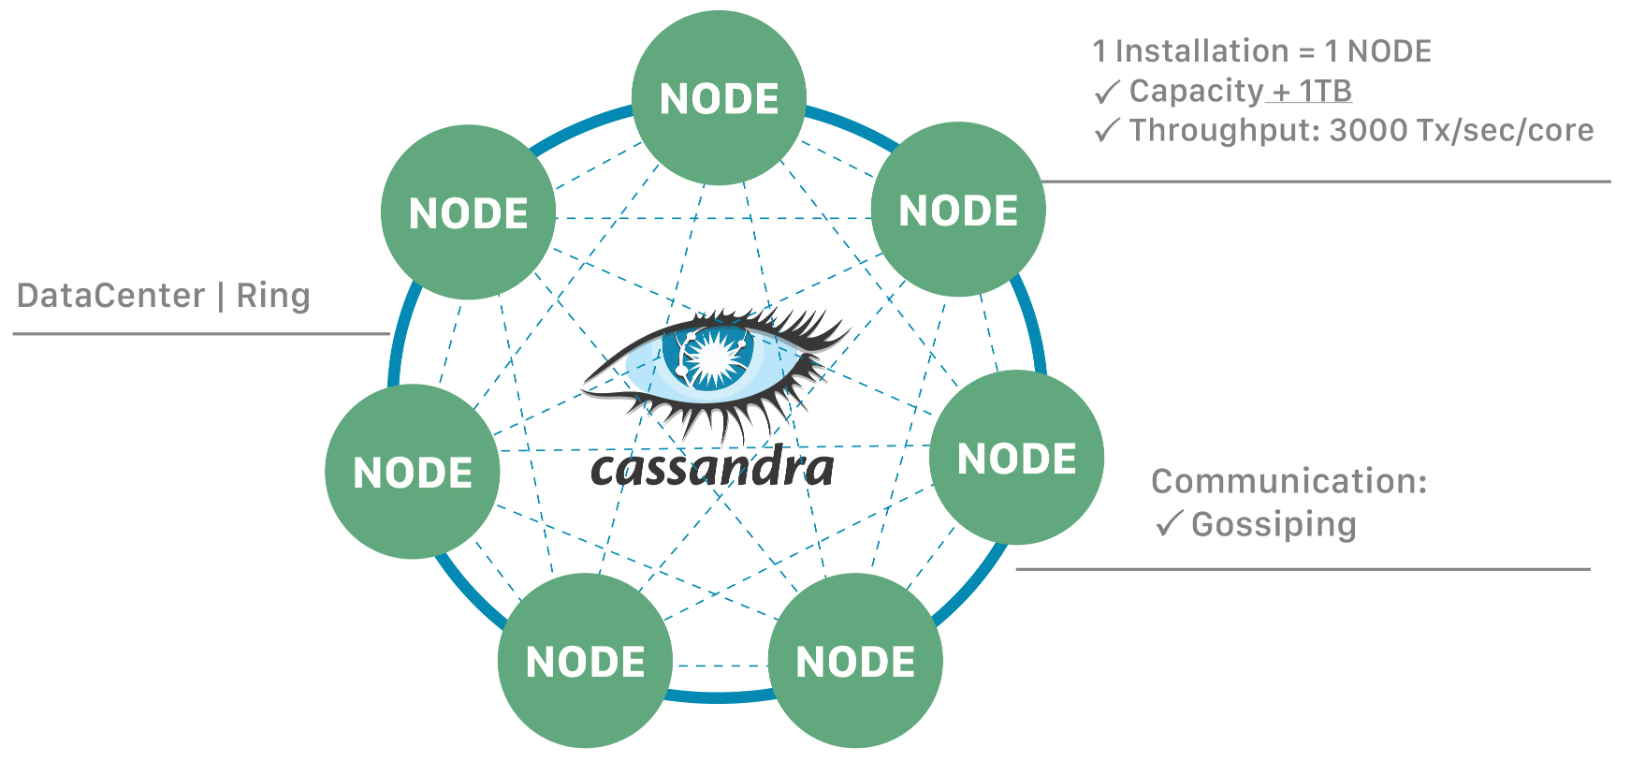 NODE
1 Installation = 1 NODE
✓ Capacity + 1TB
✓ Throughput: 3000 Tx/sec/core
NODE
NODE
DataCenter | Ring
NODE
cassandra
NODE
Communication:
✓ Gossiping
NODE
NODE